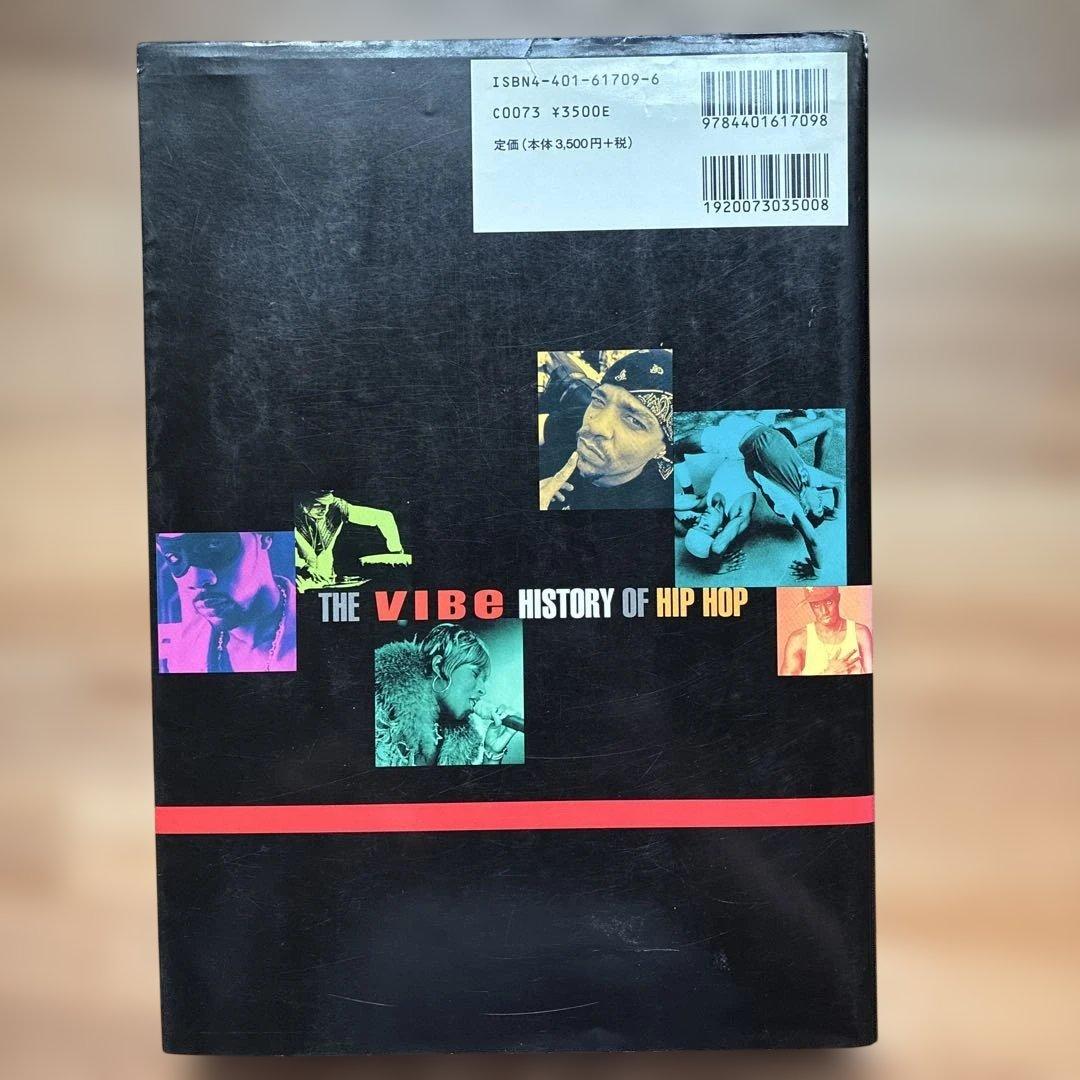 ISBN4-401-61709-6
C0073 ¥3500E
定価(本体3,500円+税)
9784401617098
1920073035008
THE VIBe HISTORY OF HIP HOP